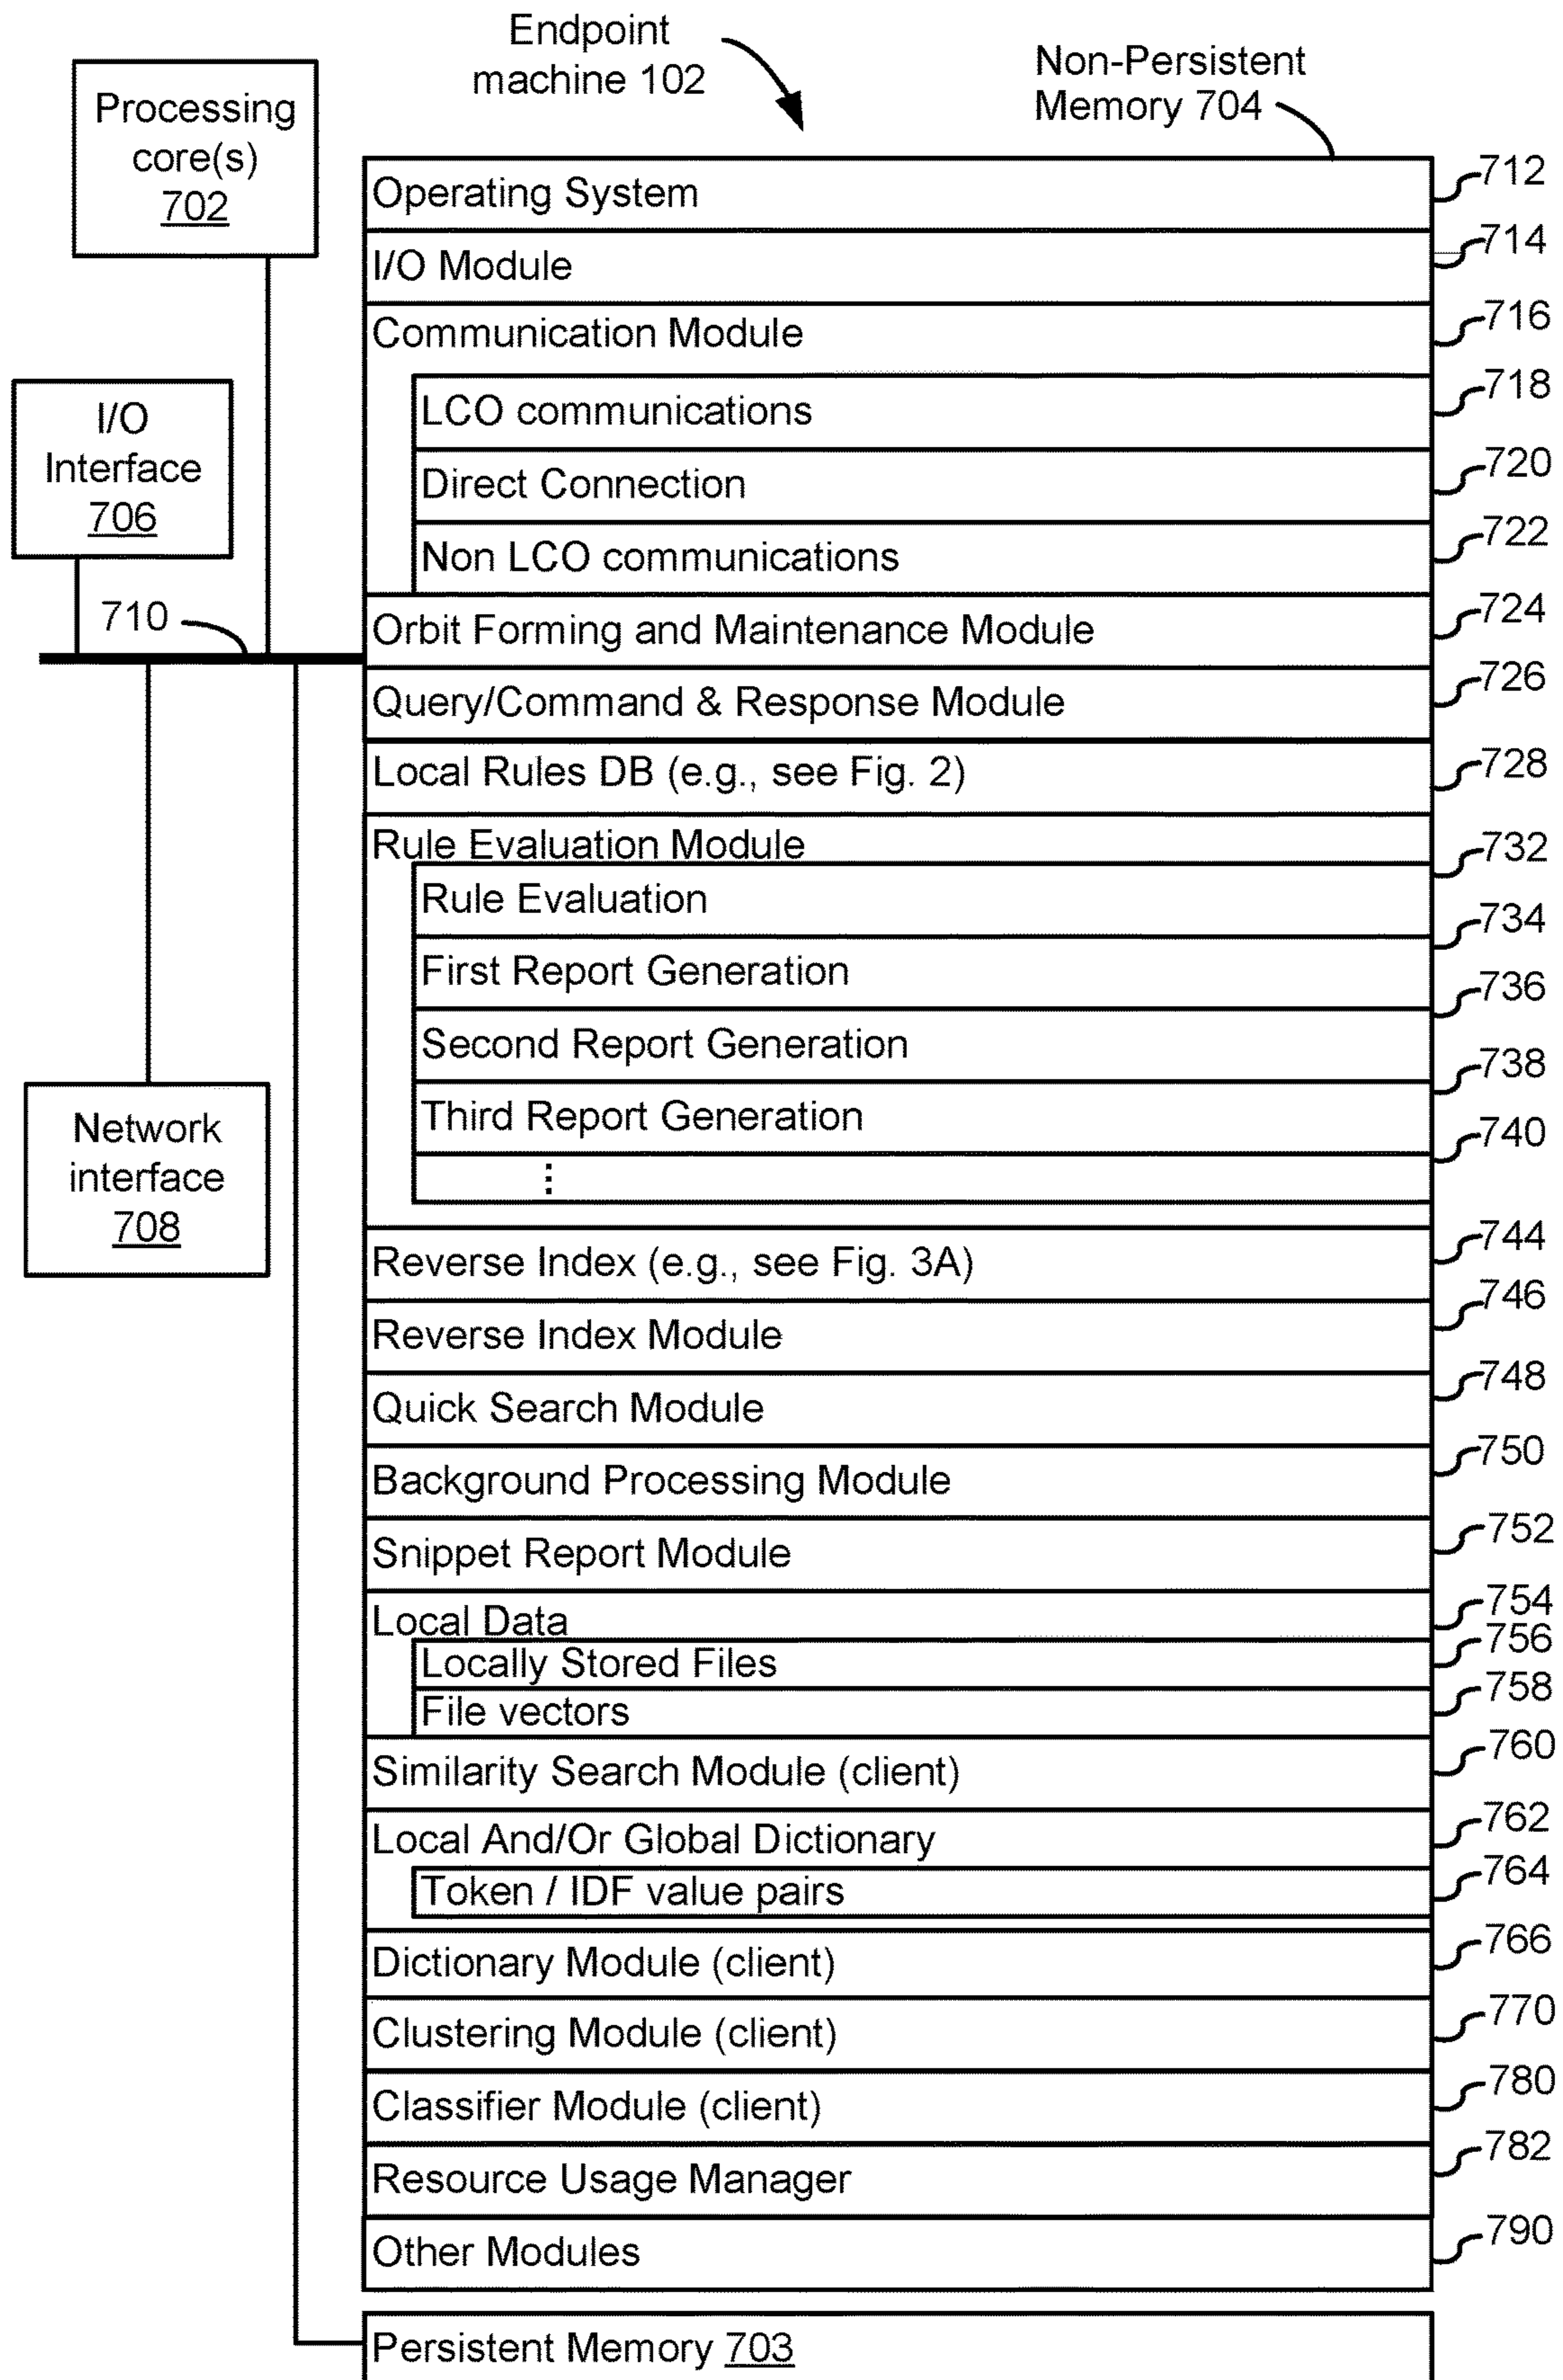 Endpoint
machine 102
Non-Persistent
Memory 704
Processing
core(s)
702
I/O
Interface
706
710
Network
interface
708
Operating System
712
I/O Module
714
Communication Module
716
LCO communications
718
Direct Connection
720
Non LCO communications
722
Orbit Forming and Maintenance Module
724
Query/Command & Response Module
726
Local Rules DB (e.g., see Fig. 2)
728
Rule Evaluation Module
732
Rule Evaluation
734
First Report Generation
736
Second Report Generation
738
Third Report Generation
740
⋮
Reverse Index (e.g., see Fig. 3A)
744
Reverse Index Module
746
Quick Search Module
748
Background Processing Module
750
Snippet Report Module
752
Local Data
754
Locally Stored Files
756
File vectors
758
Similarity Search Module (client)
760
Local And/Or Global Dictionary
762
Token / IDF value pairs
764
Dictionary Module (client)
766
Clustering Module (client)
770
Classifier Module (client)
780
Resource Usage Manager
782
Other Modules
790
Persistent Memory 703